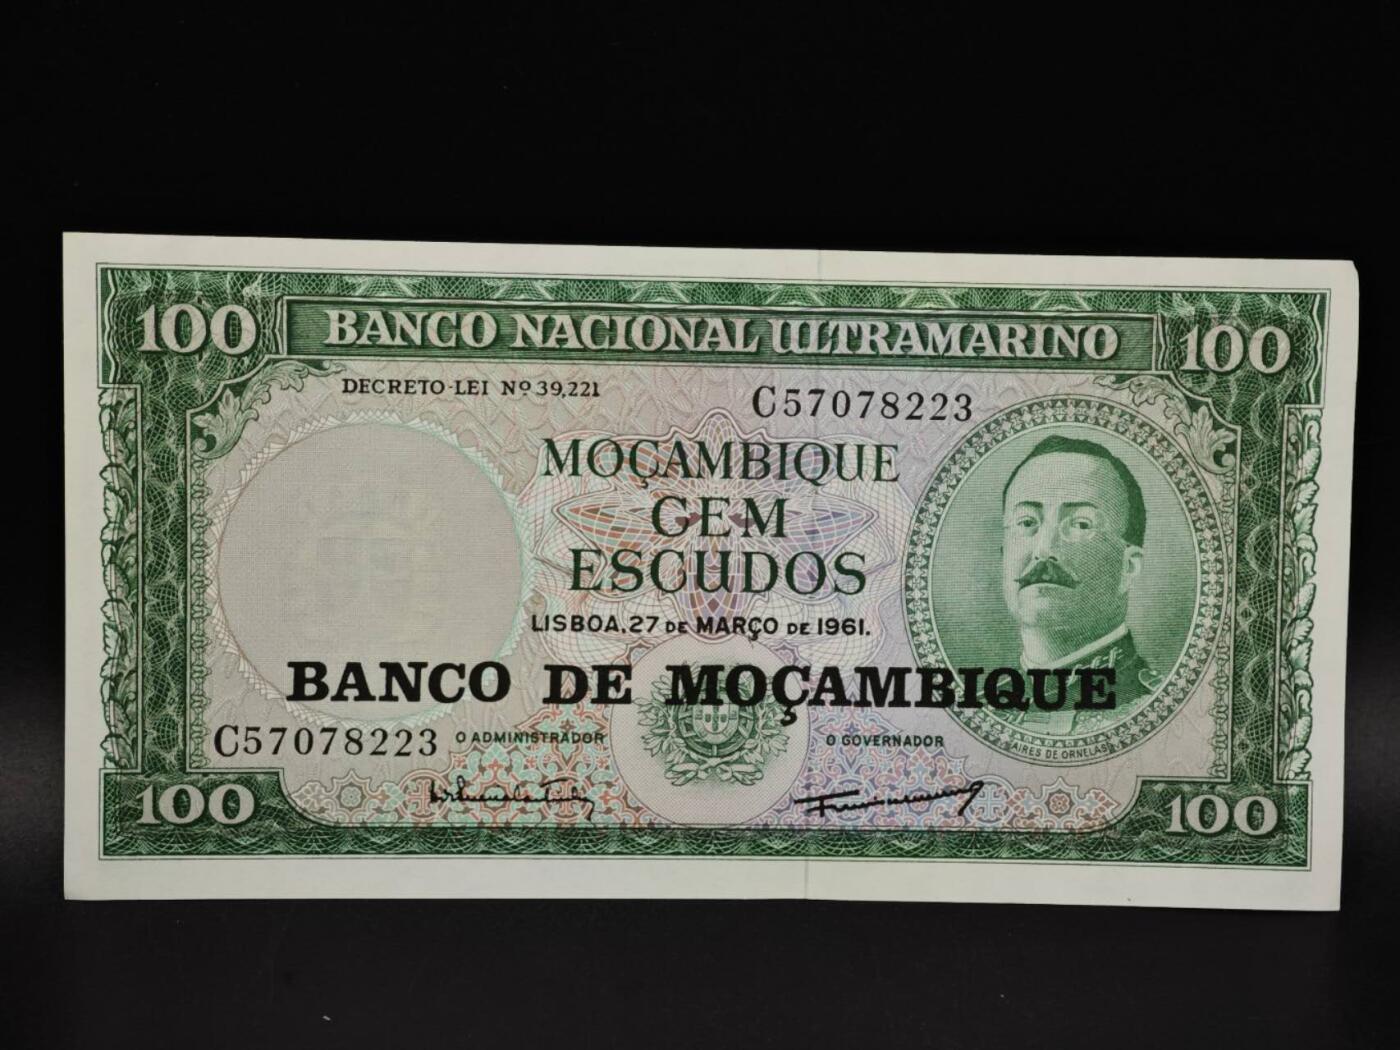 100 BANCO NACIONAL ULTRAMARINO 100
DECRETO-LEI Nº 39,221
C57078223
MOÇAMBIQUE
CEM
ESCUDOS
LISBOA, 27 DE MARÇO DE 1961.
BANCO DE MOÇAMBIQUE
C57078223
O ADMINISTRADOR
O GOVERNADOR
AIRES DE ORNELAS
100
100